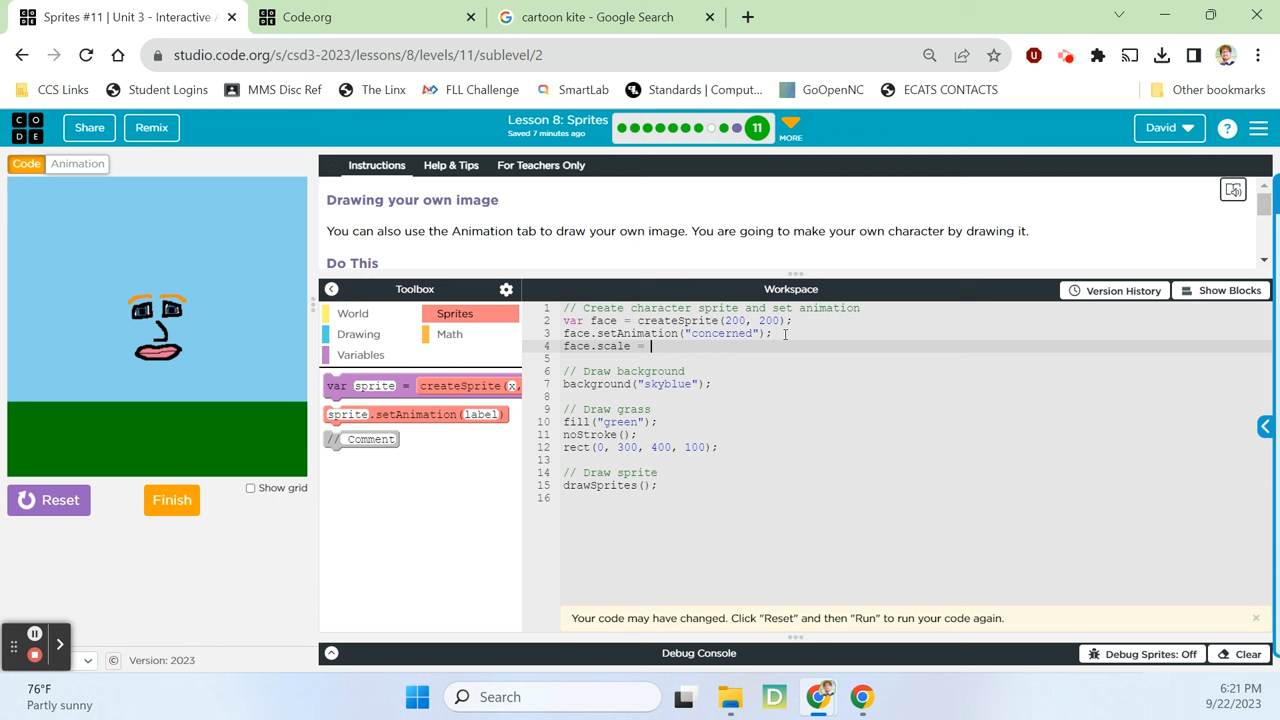 Sprites #11 | Unit 3 - Interactive A
Code.org
cartoon kite - Google Search
studio.code.org/s/csd3-2023/lessons/8/levels/11/sublevel/2
CCS Links
Student Logins
MMS Disc Ref
The Linx
FLL Challenge
SmartLab
Standards | Comput...
GoOpenNC
ECATS CONTACTS
Other bookmarks
C O
D E
Share
Remix
Lesson 8: Sprites
Saved 7 minutes ago
11
MORE
David
?
Code
Animation
Instructions
Help & Tips
For Teachers Only
Drawing your own image
You can also use the Animation tab to draw your own image. You are going to make your own character by drawing it.
Do This
Toolbox
Workspace
Version History
Show Blocks
World
Sprites
Drawing
Math
Variables
var sprite = createSprite(x,
sprite.setAnimation(label)
// Comment
1 // Create character sprite and set animation
2 var face = createSprite(200, 200);
3 face.setAnimation("concerned");
4 face.scale =
5
6 // Draw background
7 background("skyblue");
8
9 // Draw grass
10 fill("green");
11 noStroke();
12 rect(0, 300, 400, 100);
13
14 // Draw sprite
15 drawSprites();
16
Reset
Finish
Show grid
Your code may have changed. Click "Reset" and then "Run" to run your code again.
Debug Console
Debug Sprites: Off
Clear
© Version: 2023
76°F
Partly sunny
Search
D
6:21 PM
9/22/2023